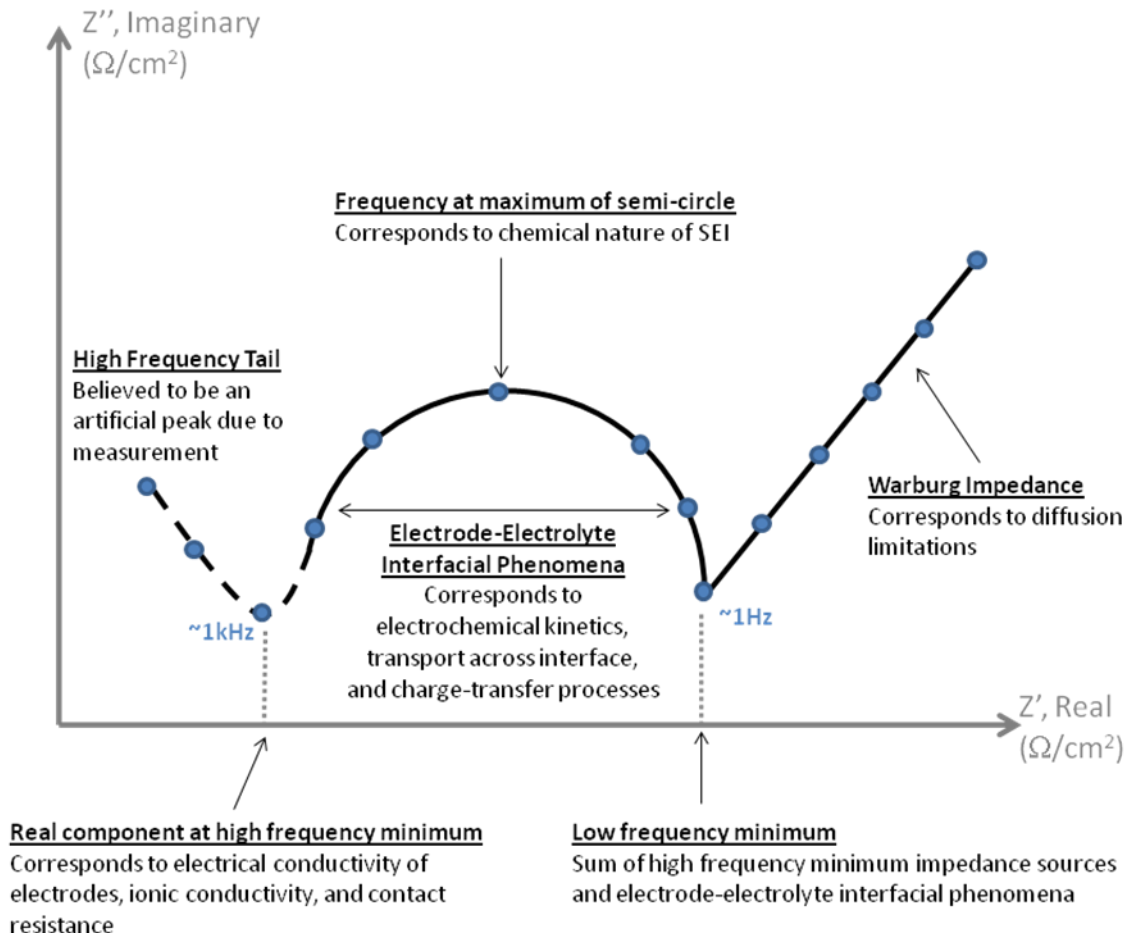 Z'', Imaginary
(Ω/cm²)
Frequency at maximum of semi-circle
Corresponds to chemical nature of SEI
High Frequency Tail
Believed to be an
artificial peak due to
measurement
Warburg Impedance
Corresponds to diffusion
limitations
Electrode-Electrolyte
Interfacial Phenomena
Corresponds to
electrochemical kinetics,
transport across interface,
and charge-transfer processes
~1kHz
~1Hz
Z', Real
(Ω/cm²)
Real component at high frequency minimum
Corresponds to electrical conductivity of
electrodes, ionic conductivity, and contact
resistance
Low frequency minimum
Sum of high frequency minimum impedance sources
and electrode-electrolyte interfacial phenomena